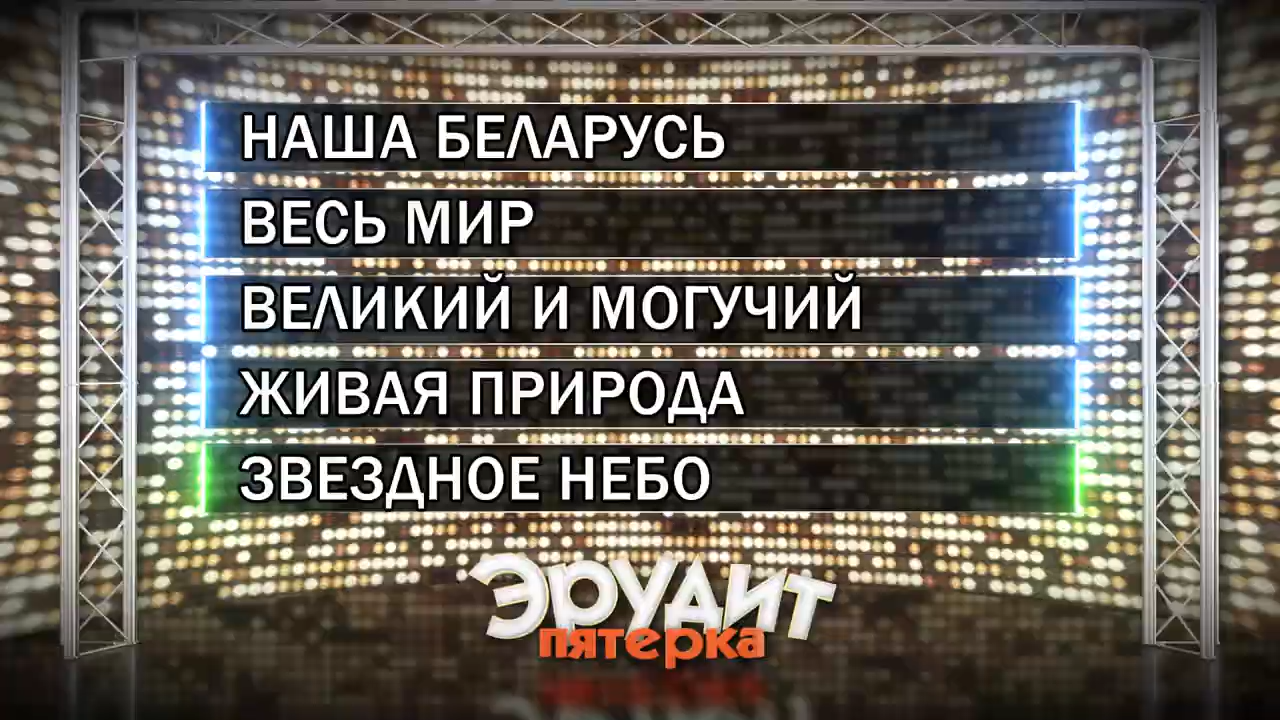 НАША БЕЛАРУСЬ
ВЕСЬ МИР
ВЕЛИКИЙ И МОГУЧИЙ
ЖИВАЯ ПРИРОДА
ЗВЕЗДНОЕ НЕБО
ЭРУДИТ
ПЯТЕРКА